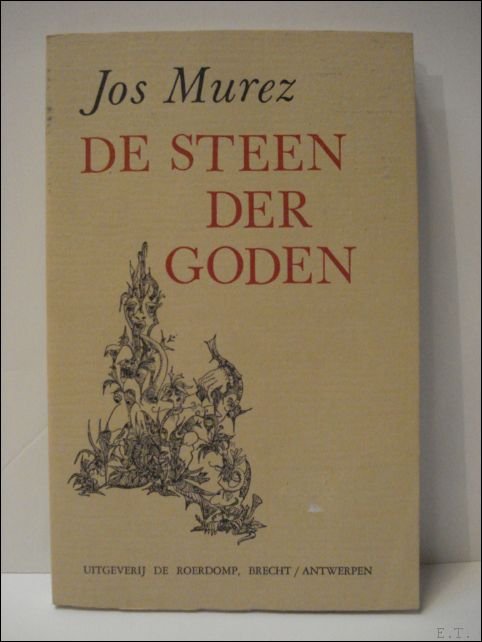 Jos Murez
DE STEEN
DER
GODEN
UITGEVERIJ DE ROERDOMP, BRECHT / ANTWERPEN
E.T.